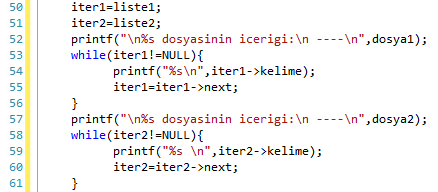 50 iter1=liste1;
51 iter2=liste2;
52 printf("\n%s dosyasinin icerigi:\n ----\n",dosya1);
53 while(iter1!=NULL){
54 printf("%s\n",iter1->kelime);
55 iter1=iter1->next;
56 }
57 printf("\n%s dosyasinin icerigi:\n ----\n",dosya2);
58 while(iter2!=NULL){
59 printf("%s \n",iter2->kelime);
60 iter2=iter2->next;
61 }